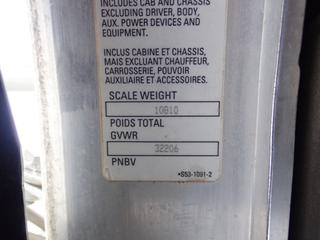 INCLUDES CAB AND CHASSIS
EXCLUDING DRIVER, BODY,
AUX. POWER DEVICES AND
EQUIPMENT.
INCLUS CABINE ET CHASSIS,
MAIS EXCLUANT CHAUFFEUR,
CARROSSERIE, POUVOIR
AUXILIAIRE ET ACCESSOIRES.
SCALE WEIGHT
10810
POIDS TOTAL
GVWR
32206
PNBV
•S53-1091-2